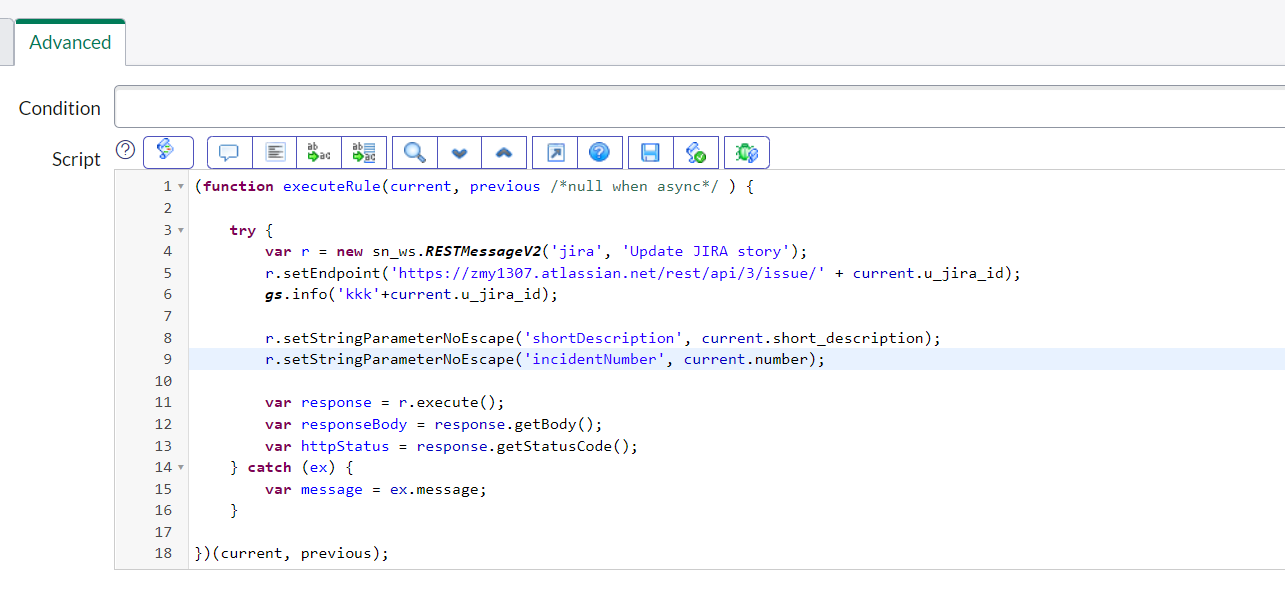 Advanced
Condition
Script
1 (function executeRule(current, previous /*null when async*/ ) {
2
3     try {
4         var r = new sn_ws.RESTMessageV2('jira', 'Update JIRA story');
5         r.setEndpoint('https://zmy1307.atlassian.net/rest/api/3/issue/' + current.u_jira_id);
6         gs.info('kkk'+current.u_jira_id);
7
8         r.setStringParameterNoEscape('shortDescription', current.short_description);
9         r.setStringParameterNoEscape('incidentNumber', current.number);
10
11         var response = r.execute();
12         var responseBody = response.getBody();
13         var httpStatus = response.getStatusCode();
14     } catch (ex) {
15         var message = ex.message;
16     }
17
18 })(current, previous);